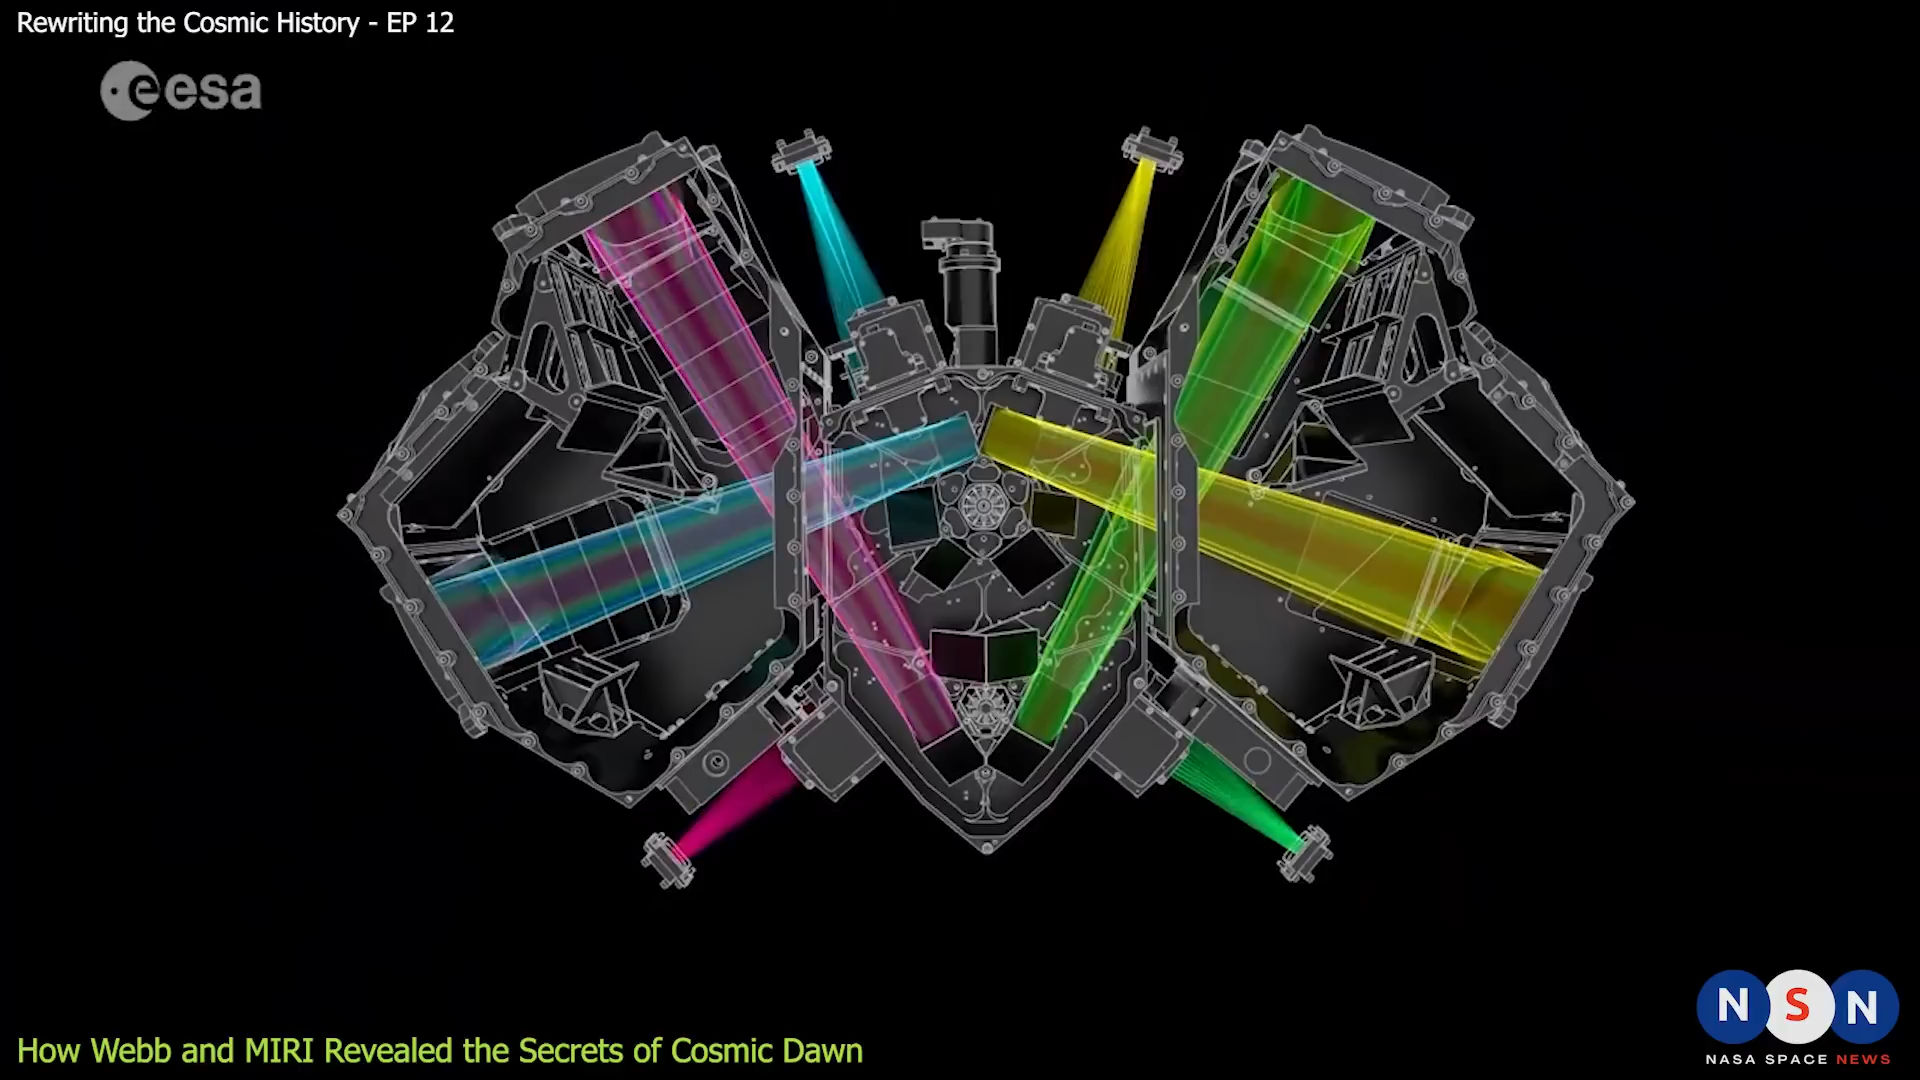 Rewriting the Cosmic History - EP 12
esa
How Webb and MIRI Revealed the Secrets of Cosmic Dawn
NSN
NASA SPACE NEWS